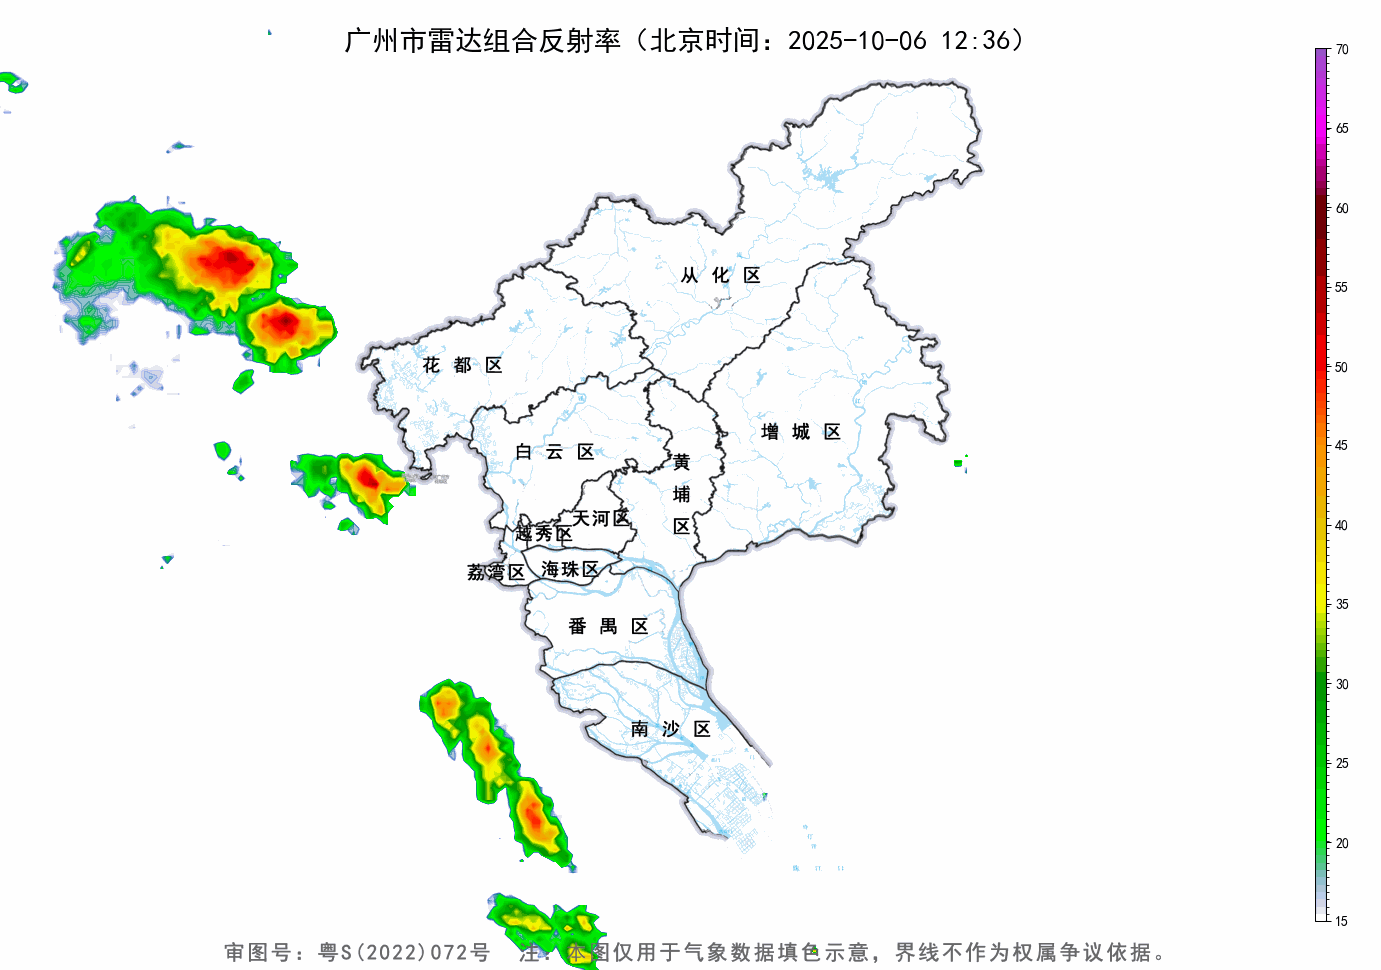 广州市雷达组合反射率（北京时间：2025-10-06 12:36）
70
65
60
55
50
45
40
35
30
25
20
15
从化区
花都区
增城区
白云区
黄埔区
天河区
越秀区
荔湾区
海珠区
番禺区
南沙区
审图号：粤S(2022)072号 注：本图仅用于气象数据填色示意，界线不作为权属争议依据。